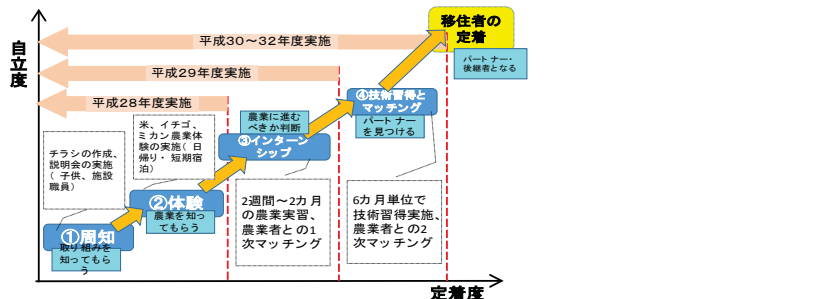 自立度
平成30～32年度実施
平成29年度実施
平成28年度実施
移住者の
定着
パートナー・
後継者となる
④技術習得と
マッチング
パートナー
を見つける
農業に進む
べきか判断
③インターン
シップ
米、イチゴ、
ミカン農業体
験の実施（日
帰り・短期宿
泊）
②体験
農業を知っ
てもらう
チラシの作成、
説明会の実施
（子供、施設
職員）
①周知
取り組みを
知ってもら
う
2週間～2カ月
の農業実習、
農業者との1
次マッチング
6カ月単位で
技術習得実施、
農業者との2
次マッチング
定着度